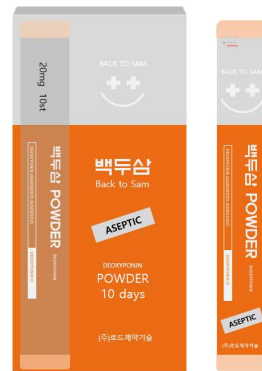 20mg 10st
백두삼 POWDER
BACK TO SAM
백두삼
Back to Sam
ASEPTIC
DEOXYPONIN
POWDER
10 days
(주)로드제약기술
BACK TO SAM
백두삼 POWDER
ASEPTIC
(주)로드제약기술